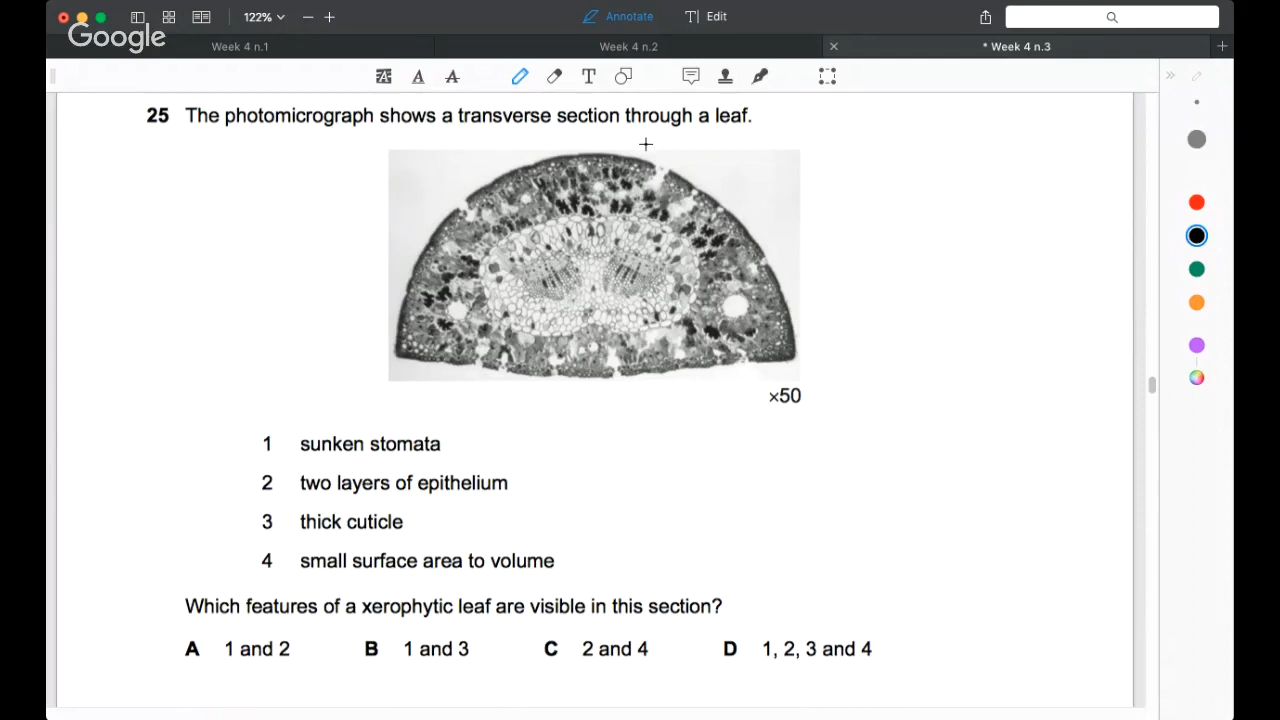 122%
Annotate
T| Edit
Google
Week 4 n.1
Week 4 n.2
* Week 4 n.3
25 The photomicrograph shows a transverse section through a leaf.
×50
1 sunken stomata
2 two layers of epithelium
3 thick cuticle
4 small surface area to volume
Which features of a xerophytic leaf are visible in this section?
A 1 and 2 B 1 and 3 C 2 and 4 D 1, 2, 3 and 4